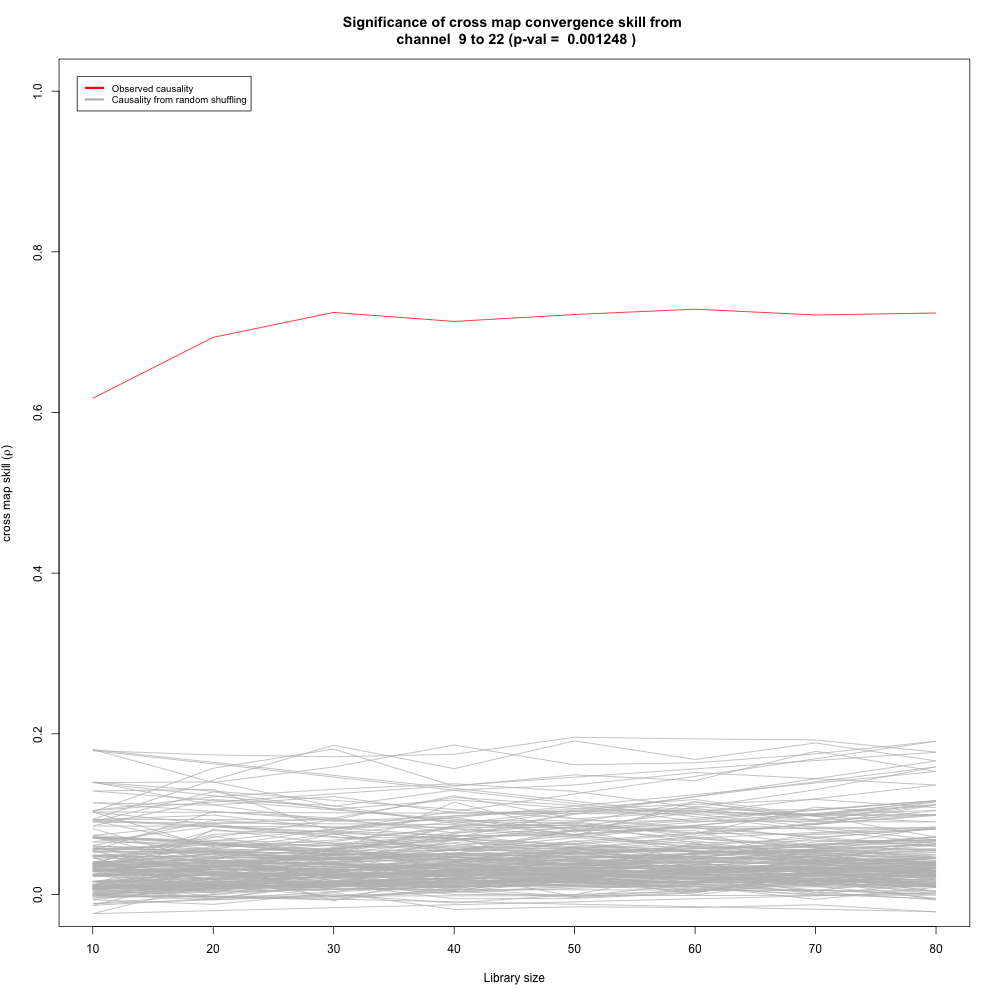 Significance of cross map convergence skill from
channel  9 to 22 (p-val =  0.001248 )
Observed causality
Causality from random shuffling
1.0
0.8
0.6
0.4
0.2
0.0
cross map skill (ρ)
10 20 30 40 50 60 70 80
Library size